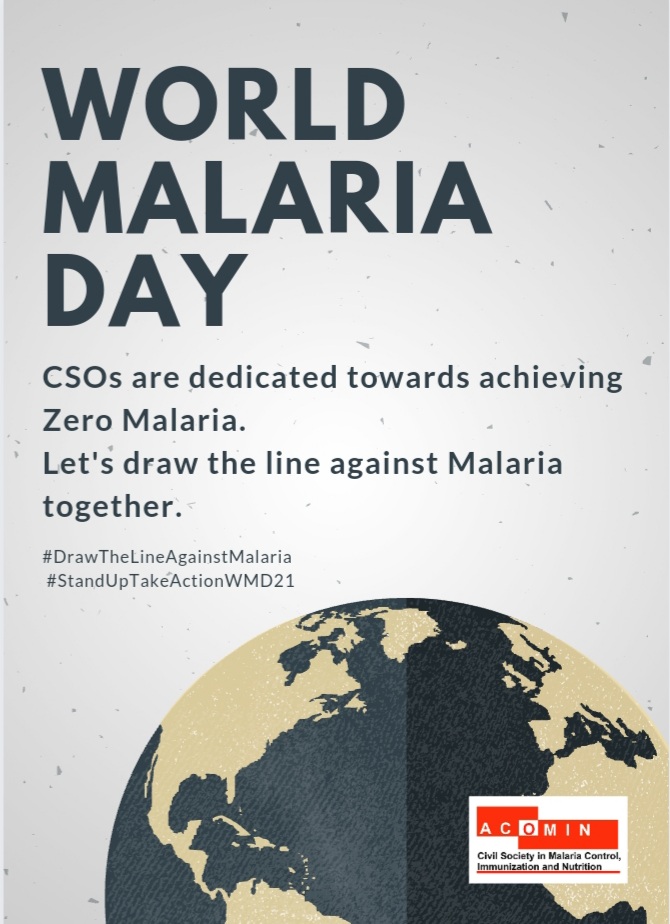 WORLD
MALARIA
DAY
CSOs are dedicated towards achieving
Zero Malaria.
Let's draw the line against Malaria
together.
#DrawTheLineAgainstMalaria
#StandUpTakeActionWMD21
ACOMIN
Civil Society in Malaria Control,
Immunization and Nutrition